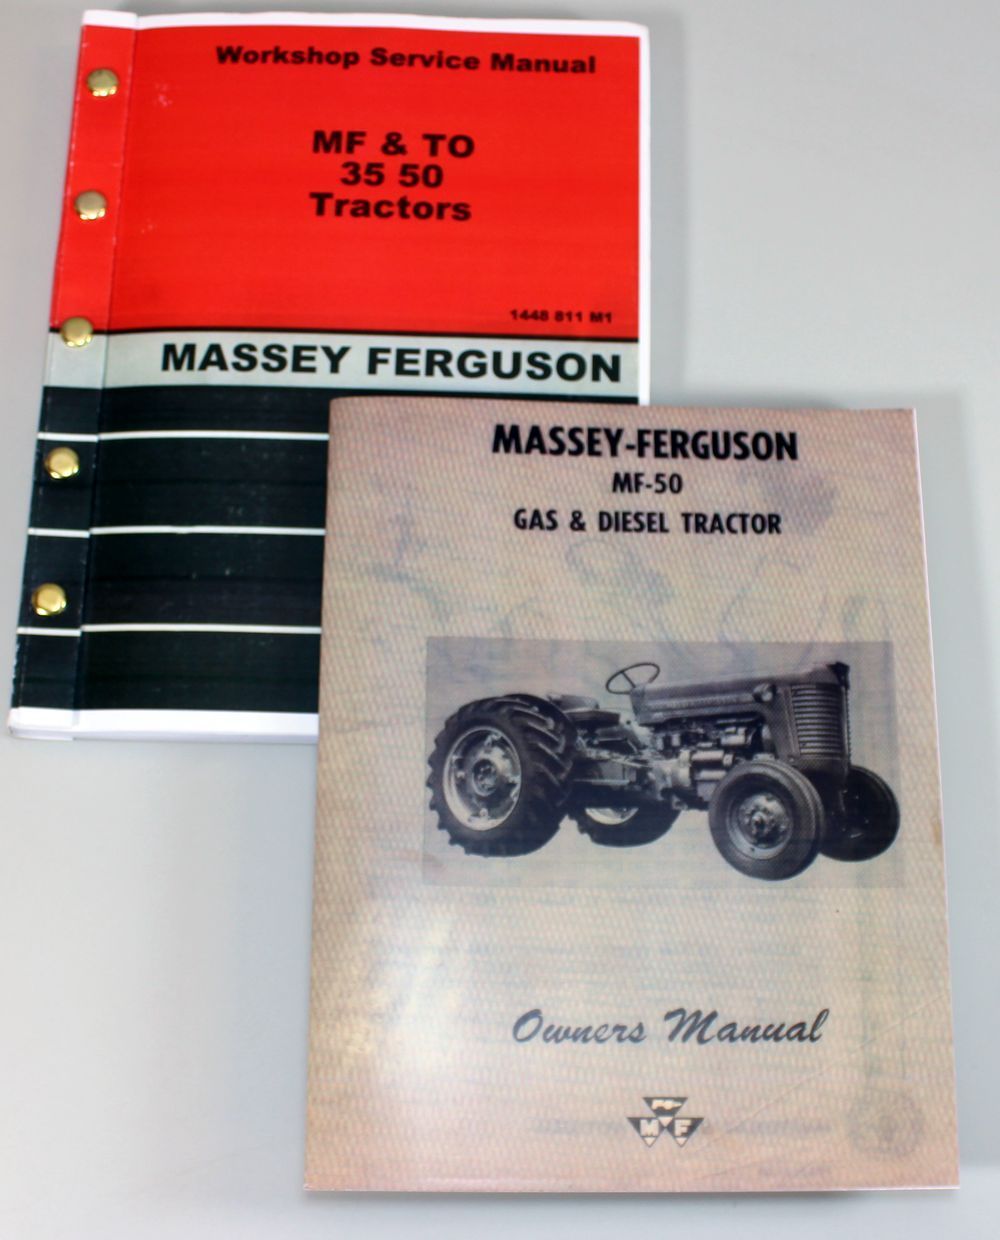 Workshop Service Manual
MF & TO
35 50
Tractors
1448 811 M1
MASSEY FERGUSON
MASSEY-FERGUSON
MF-50
GAS & DIESEL TRACTOR
Owners Manual
M F